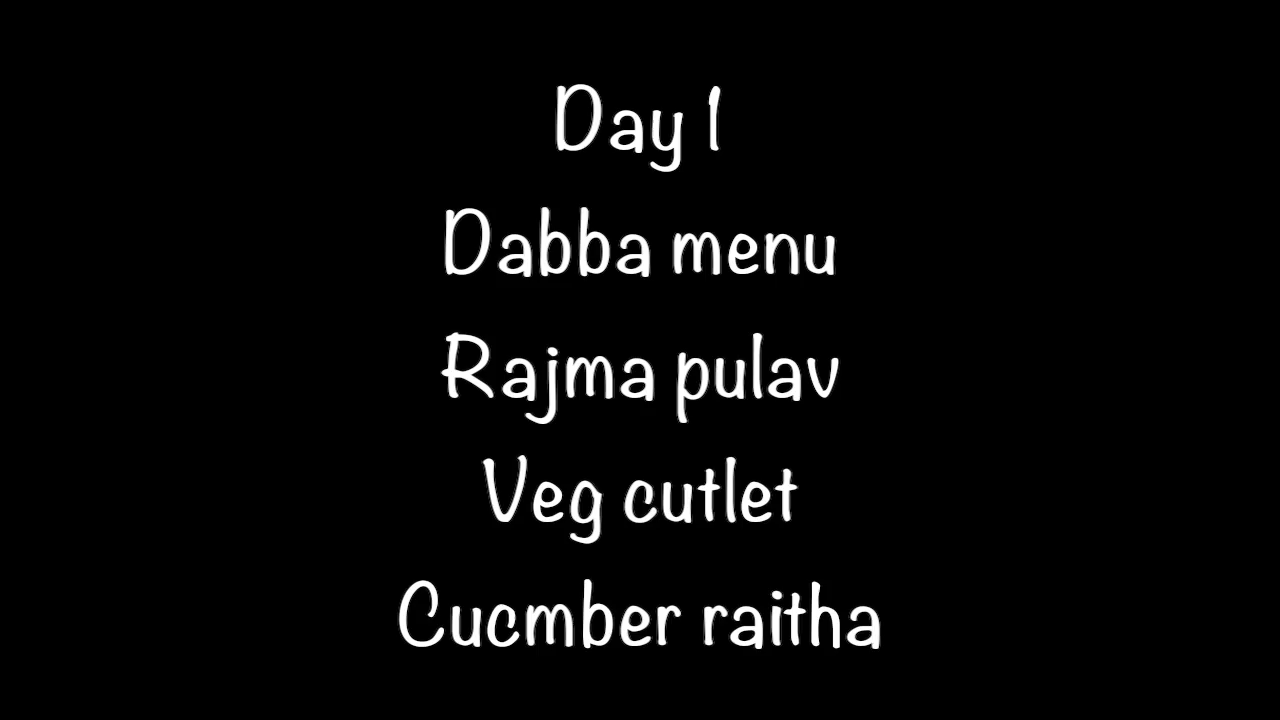 Day 1
Dabba menu
Rajma pulav
Veg cutlet
Cucmber raitha